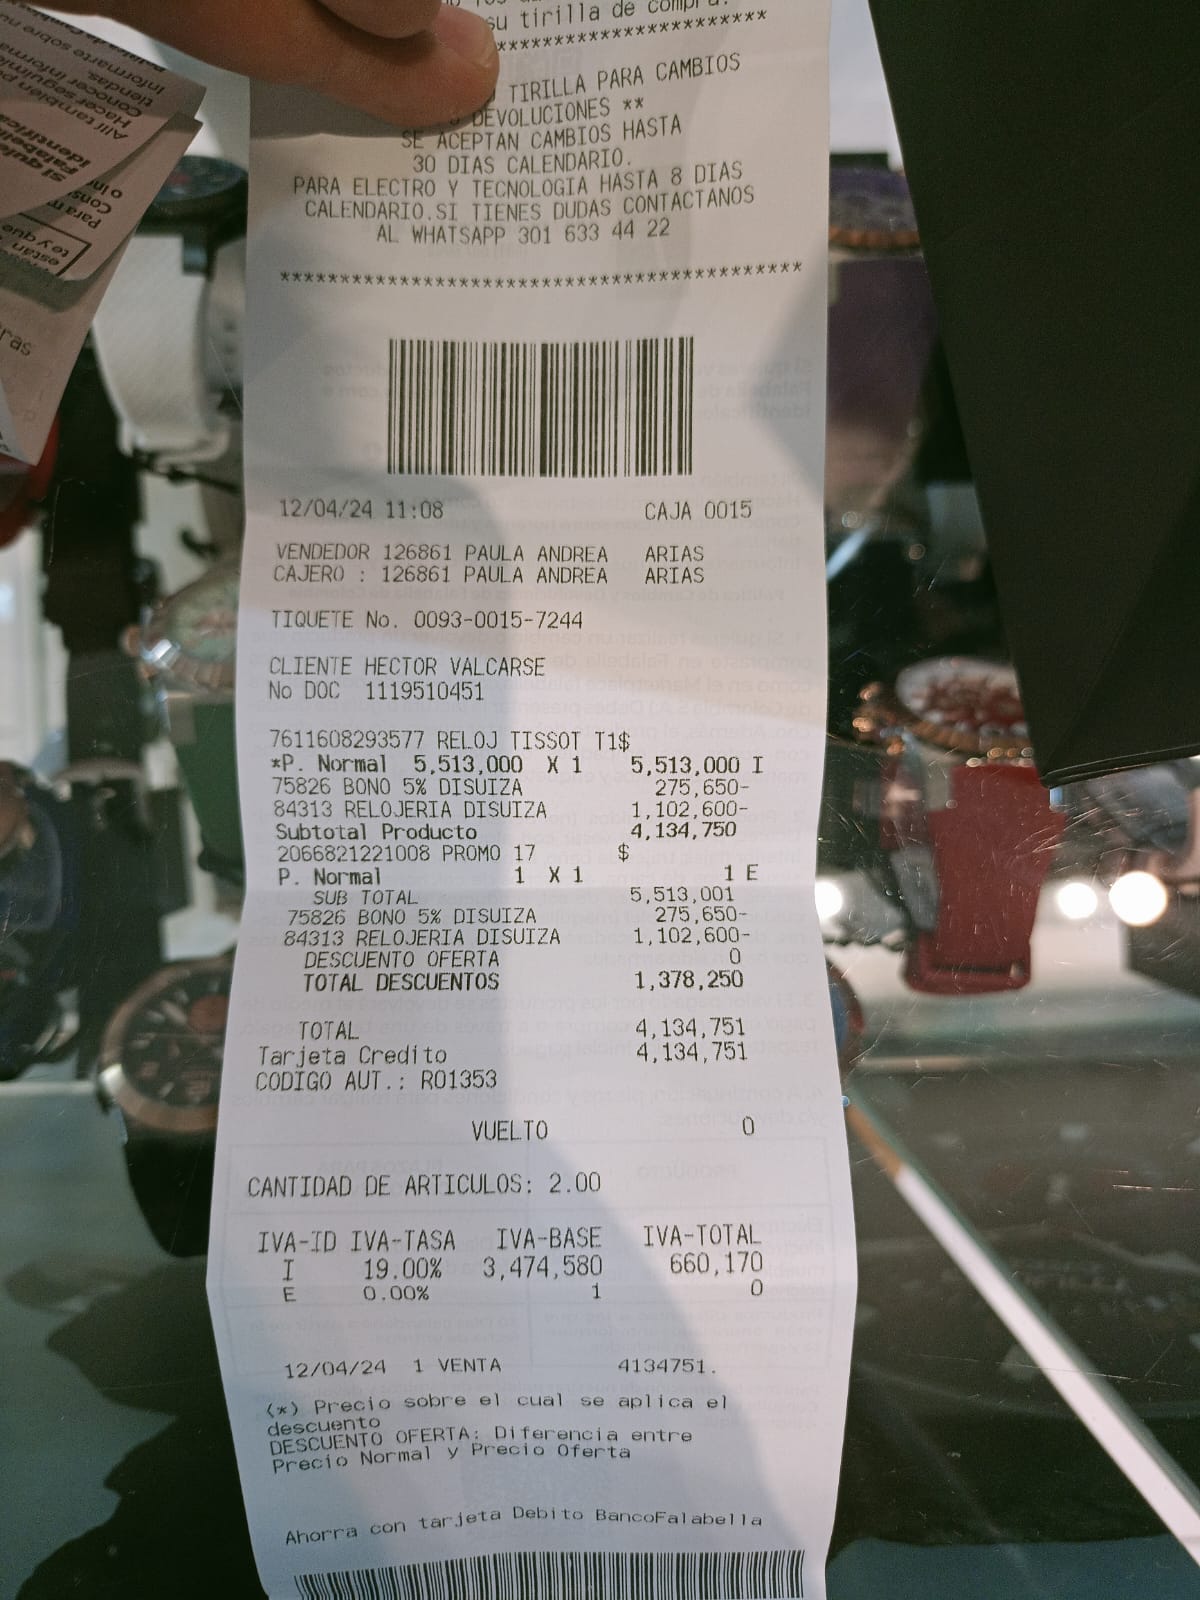 su tirilla de compra.
*****************************
TIRILLA PARA CAMBIOS
DEVOLUCIONES **
SE ACEPTAN CAMBIOS HASTA
30 DIAS CALENDARIO.
PARA ELECTRO Y TECNOLOGIA HASTA 8 DIAS
CALENDARIO.SI TIENES DUDAS CONTACTANOS
AL WHATSAPP 301 633 44 22
******************************************
12/04/24 11:08 CAJA 0015
VENDEDOR 126861 PAULA ANDREA ARIAS
CAJERO : 126861 PAULA ANDREA ARIAS
TIQUETE No. 0093-0015-7244
CLIENTE HECTOR VALCARSE
No DOC 1119510451
7611608293577 RELOJ TISSOT T1$
*P. Normal 5,513,000 X 1 5,513,000 I
75826 BONO 5% DISUIZA 275,650-
84313 RELOJERIA DISUIZA 1,102,600-
Subtotal Producto 4,134,750
2066821221008 PROMO 17 $
P. Normal 1 X 1 1 E
SUB TOTAL 5,513,001
75826 BONO 5% DISUIZA 275,650-
84313 RELOJERIA DISUIZA 1,102,600-
DESCUENTO OFERTA 0
TOTAL DESCUENTOS 1,378,250
TOTAL 4,134,751
Tarjeta Credito 4,134,751
CODIGO AUT.: R01353
VUELTO 0
CANTIDAD DE ARTICULOS: 2.00
IVA-ID IVA-TASA IVA-BASE IVA-TOTAL
I 19.00% 3,474,580 660,170
E 0.00% 1 0
12/04/24 1 VENTA 4134751.
(*) Precio sobre el cual se aplica el
descuento
DESCUENTO OFERTA: Diferencia entre
Precio Normal y Precio Oferta
Ahorra con tarjeta Debito BancoFalabella